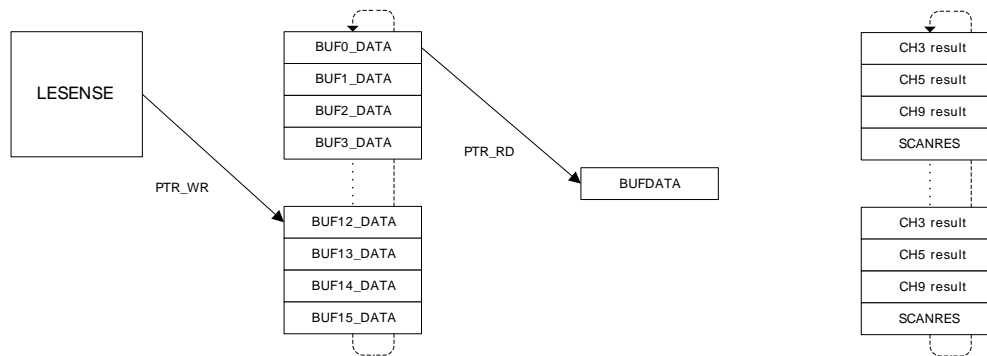 LESENSE
PTR_WR
BUF0_DATA
BUF1_DATA
BUF2_DATA
BUF3_DATA
BUF12_DATA
BUF13_DATA
BUF14_DATA
BUF15_DATA
PTR_RD
BUFDATA
CH3 result
CH5 result
CH9 result
SCANRES
CH3 result
CH5 result
CH9 result
SCANRES